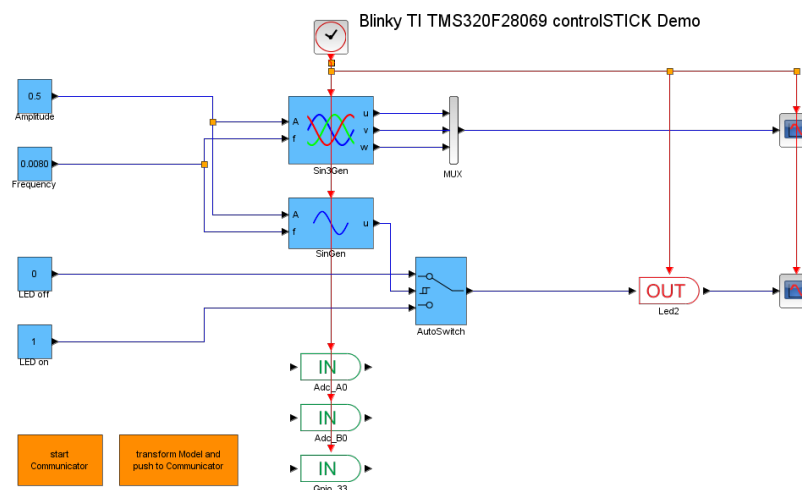 Blinky TI TMS320F28069 controlSTICK Demo
0.5
Amplitude
0.0080
Frequency
A
f
u
v
w
Sin3Gen
MUX
A
f
u
SinGen
0
LED off
1
LED on
AutoSwitch
OUT
Led2
IN
Adc_A0
IN
Adc_B0
IN
Gpio_33
start
Communicator
transform Model and
push to Communicator